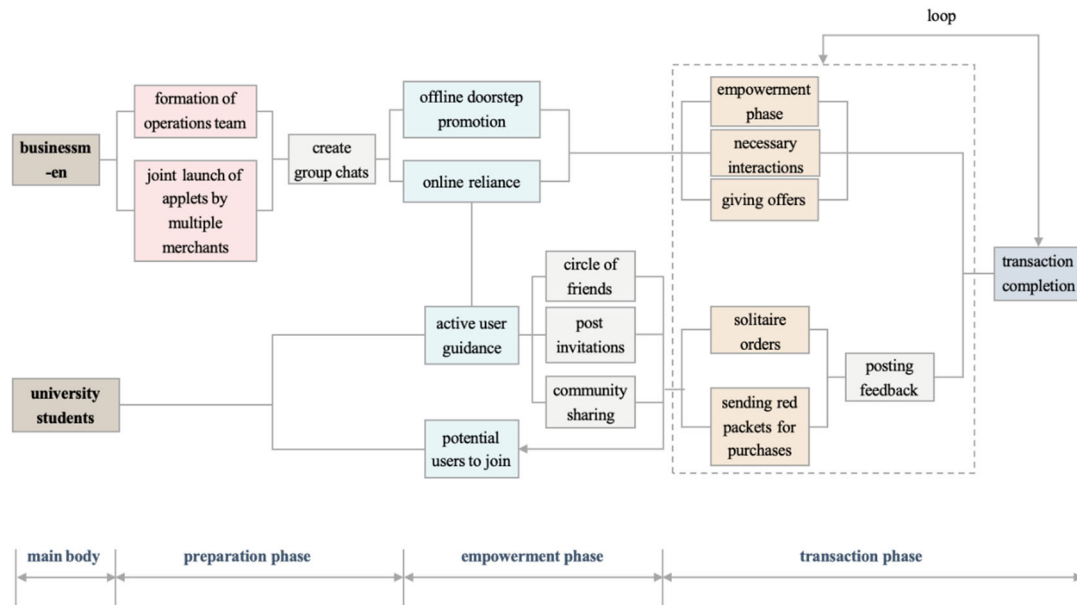 loop
formation of
operations team
offline doorstep
promotion
empowerment
phase
businessm
-en
create
group chats
necessary
interactions
joint launch of
applets by
multiple
merchants
online reliance
giving offers
circle of
friends
transaction
completion
active user
guidance
post
invitations
solitaire
orders
posting
feedback
university
students
community
sharing
sending red
packets for
purchases
potential
users to join
main body
preparation phase
empowerment phase
transaction phase